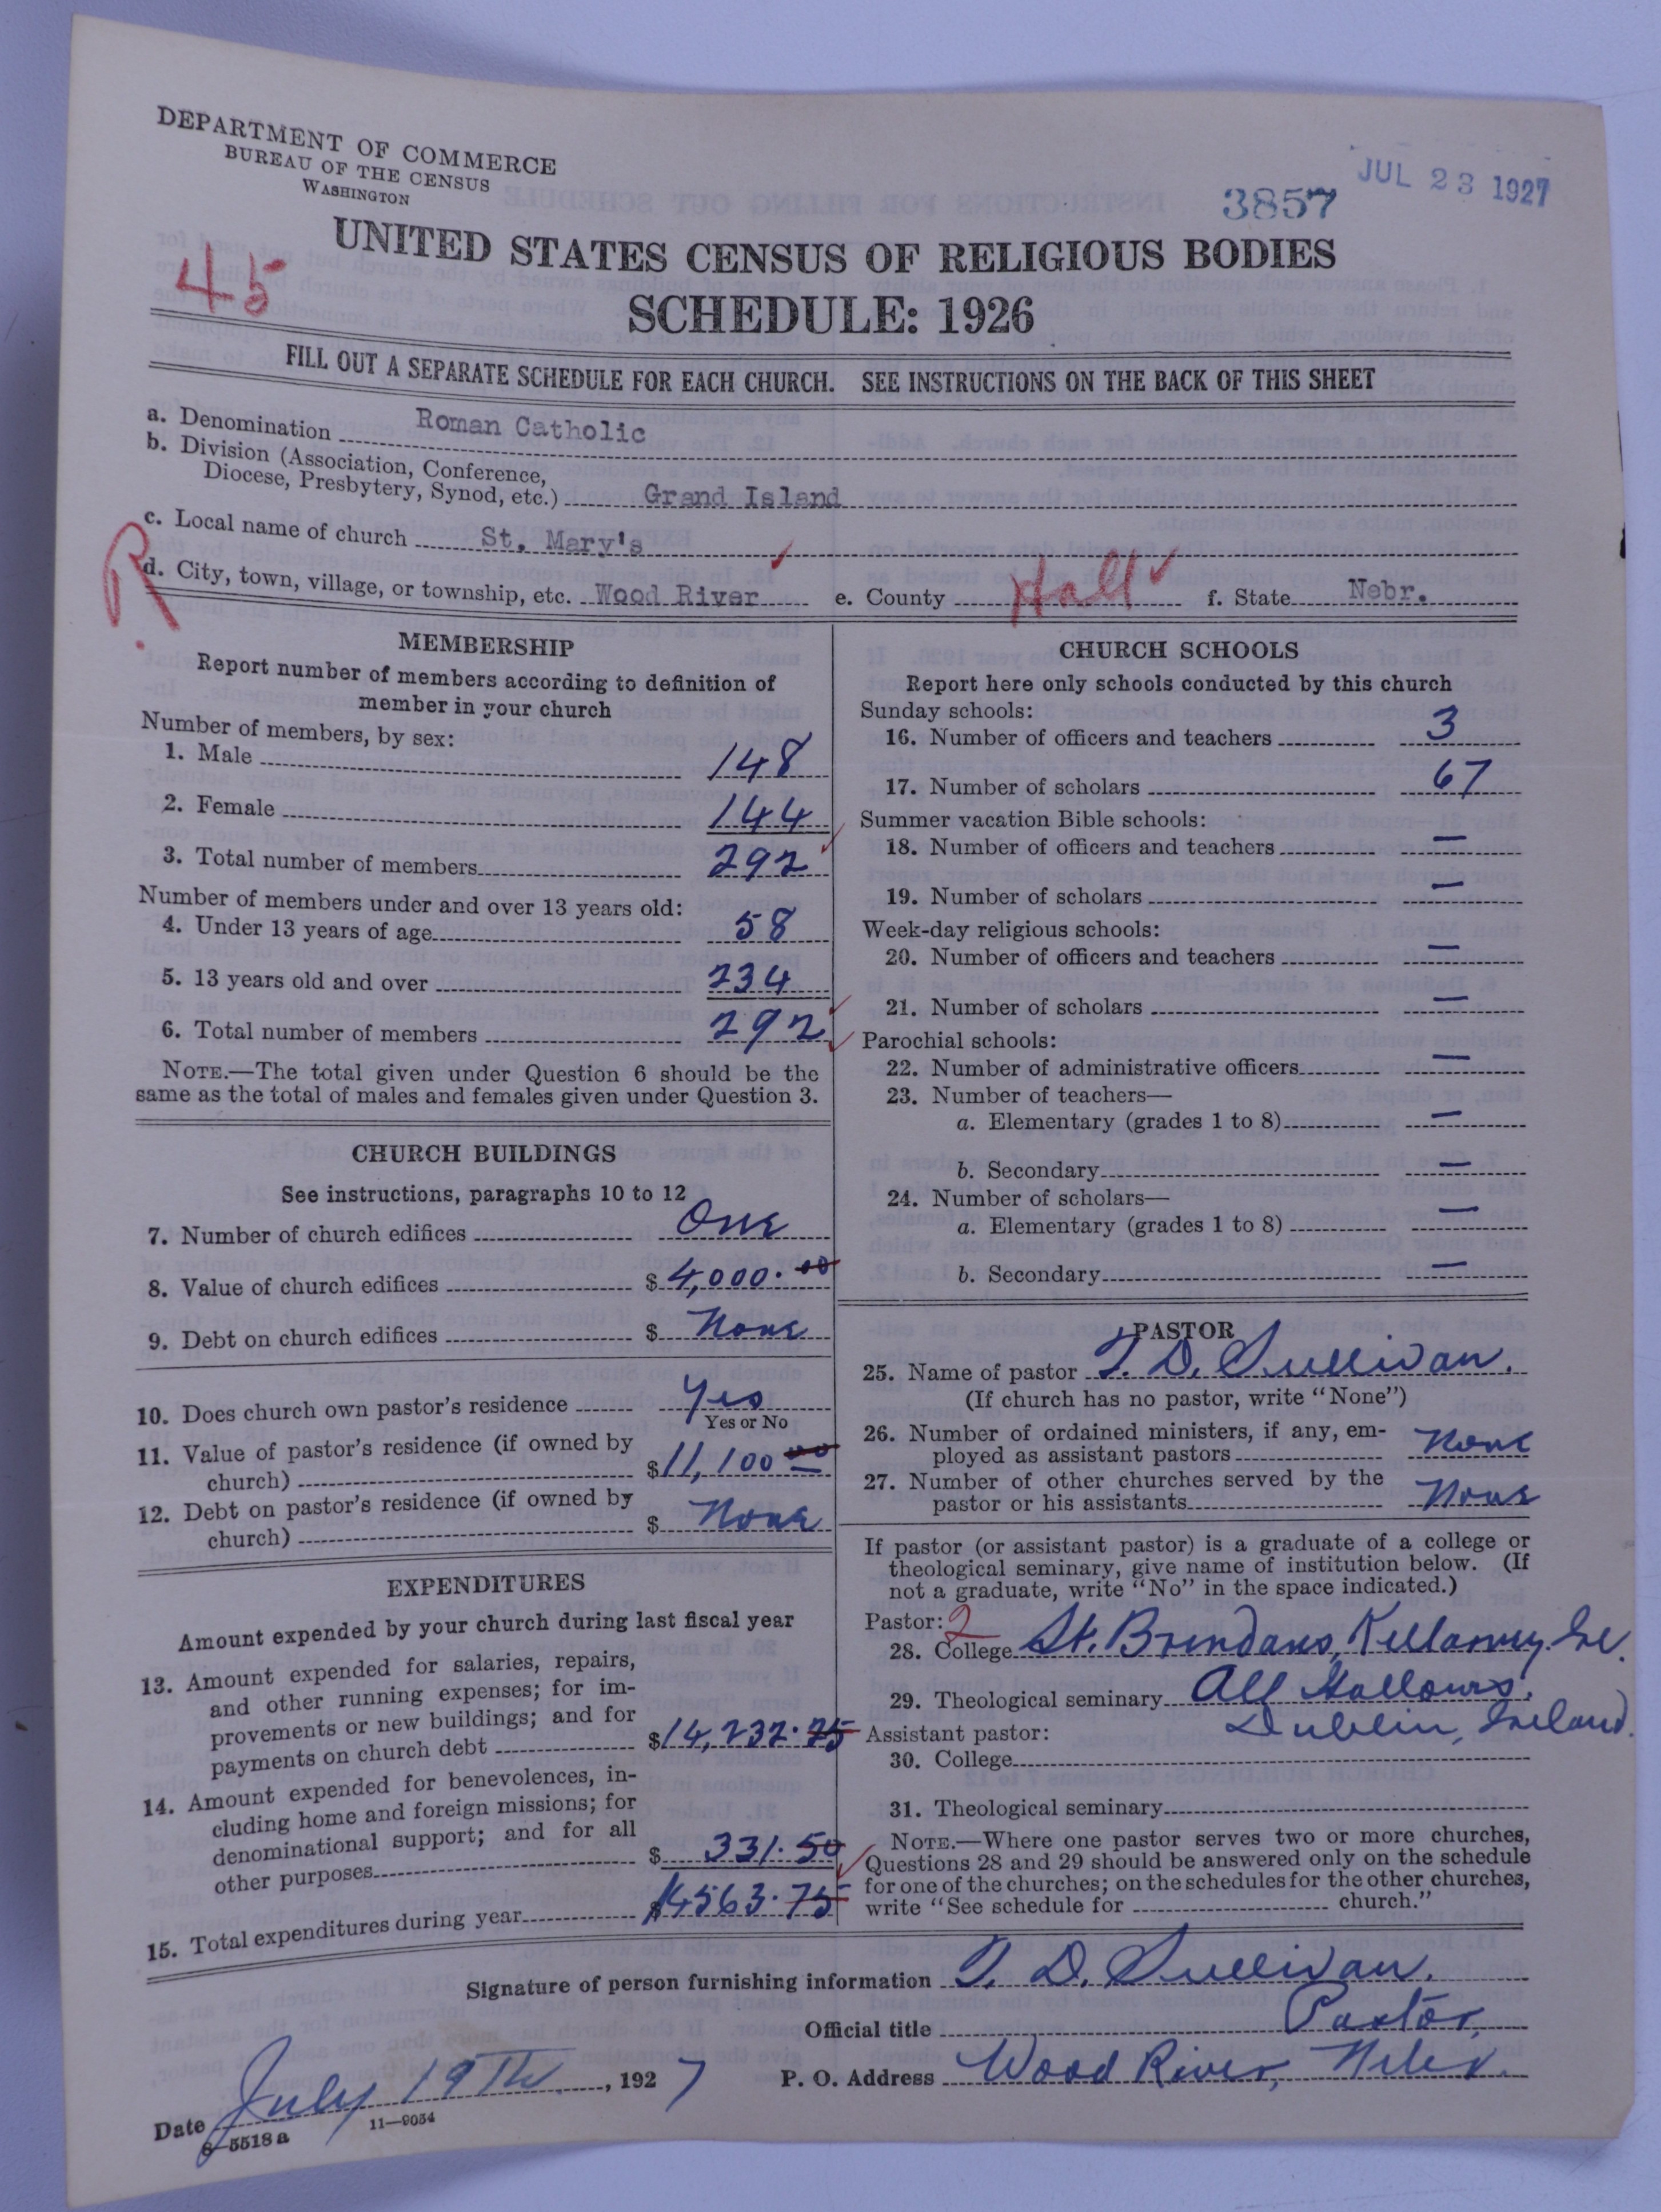 DEPARTMENT OF COMMERCE
BUREAU OF THE CENSUS
WASHINGTON
3857
JUL 23 1927
UNITED STATES CENSUS OF RELIGIOUS BODIES
45
SCHEDULE: 1926
FILL OUT A SEPARATE SCHEDULE FOR EACH CHURCH. SEE INSTRUCTIONS ON THE BACK OF THIS SHEET
a. Denomination Roman Catholic
b. Division (Association, Conference,
Diocese, Presbytery, Synod, etc.) Grand Island
c. Local name of church St. Mary's
R.
d. City, town, village, or township, etc. Wood River e. County Hall f. State Nebr.
MEMBERSHIP
Report number of members according to definition of
member in your church
Number of members, by sex:
1. Male 148
2. Female 144
3. Total number of members 292
Number of members under and over 13 years old:
4. Under 13 years of age 58
5. 13 years old and over 234
6. Total number of members 292
NOTE.—The total given under Question 6 should be the
same as the total of males and females given under Question 3.
CHURCH BUILDINGS
See instructions, paragraphs 10 to 12
7. Number of church edifices One
8. Value of church edifices $ 4,000.00
9. Debt on church edifices $ None
10. Does church own pastor's residence Yes
Yes or No
11. Value of pastor's residence (if owned by
church) $ 11,100 00
12. Debt on pastor's residence (if owned by
church) $ None
EXPENDITURES
Amount expended by your church during last fiscal year
13. Amount expended for salaries, repairs,
and other running expenses; for im-
provements or new buildings; and for
payments on church debt $ 14,232.25
14. Amount expended for benevolences, in-
cluding home and foreign missions; for
denominational support; and for all
other purposes $ 331.50
15. Total expenditures during year $ 14563.75
CHURCH SCHOOLS
Report here only schools conducted by this church
Sunday schools:
16. Number of officers and teachers 3
17. Number of scholars 67
Summer vacation Bible schools:
18. Number of officers and teachers —
19. Number of scholars —
Week-day religious schools:
20. Number of officers and teachers —
21. Number of scholars —
Parochial schools:
22. Number of administrative officers —
23. Number of teachers—
a. Elementary (grades 1 to 8) —
b. Secondary —
24. Number of scholars—
a. Elementary (grades 1 to 8) —
b. Secondary —
PASTOR
25. Name of pastor T. D. Sullivan.
(If church has no pastor, write "None")
26. Number of ordained ministers, if any, em-
ployed as assistant pastors None
27. Number of other churches served by the
pastor or his assistants None
If pastor (or assistant pastor) is a graduate of a college or
theological seminary, give name of institution below. (If
not a graduate, write "No" in the space indicated.)
Pastor: 2
28. College St. Brendans, Killarney. Ire.
29. Theological seminary All Hallows,
Dublin, Ireland.
Assistant pastor:
30. College
31. Theological seminary
NOTE.—Where one pastor serves two or more churches,
Questions 28 and 29 should be answered only on the schedule
for one of the churches; on the schedules for the other churches,
write "See schedule for church."
Signature of person furnishing information T. D. Sullivan.
Official title Pastor,
Date July 19Th, 1927 P. O. Address Wood River, Nebr.
8—5518 a 11—9054